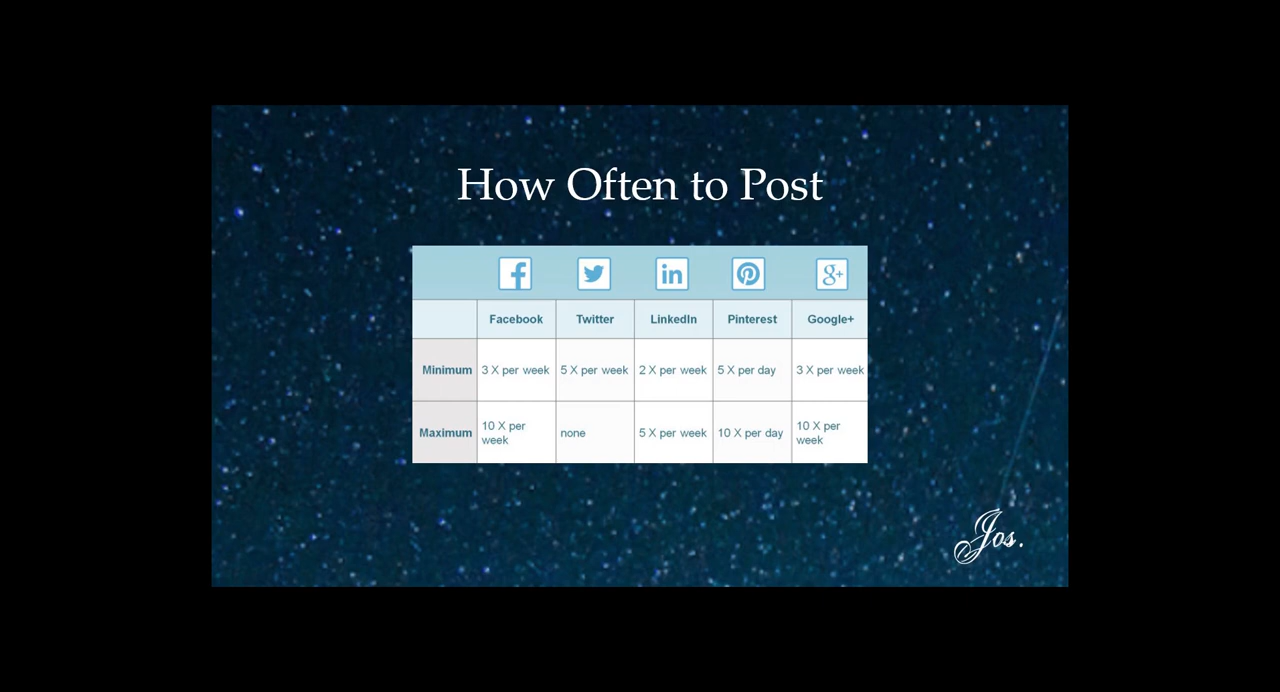 How Often to Post
f in g+
Facebook Twitter LinkedIn Pinterest Google+
Minimum 3 X per week 5 X per week 2 X per week 5 X per day 3 X per week
Maximum 10 X per week none 5 X per week 10 X per day 10 X per week
Jos.